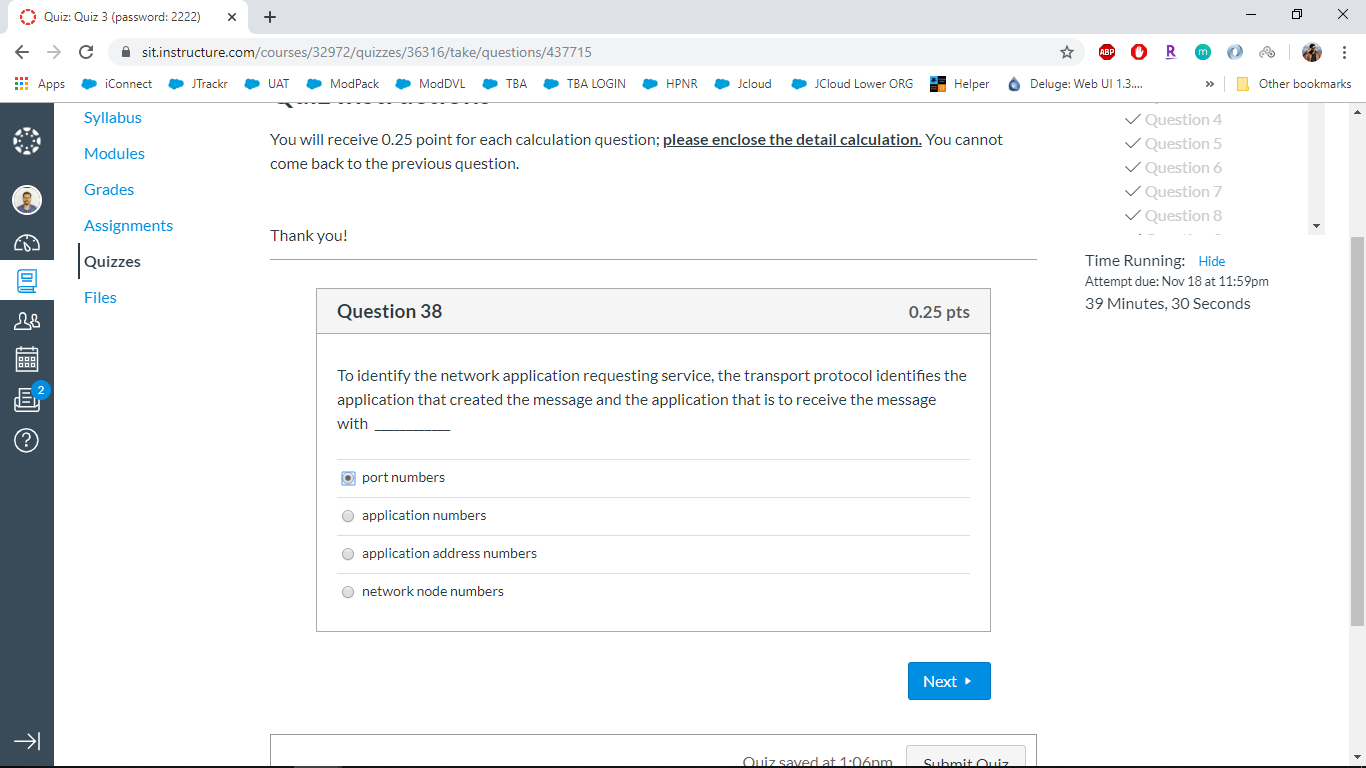 Quiz: Quiz 3 (password: 2222)
sit.instructure.com/courses/32972/quizzes/36316/take/questions/437715
ABP
R
m
Apps iConnect JTrackr UAT ModPack ModDVL TBA TBA LOGIN HPNR Jcloud JCloud Lower ORG Helper Deluge: Web UI 1.3.... » Other bookmarks
Syllabus
Modules
Grades
Assignments
Quizzes
Files
2
Quiz Instructions
You will receive 0.25 point for each calculation question; please enclose the detail calculation. You cannot
come back to the previous question.
Thank you!
Question 38
0.25 pts
To identify the network application requesting service, the transport protocol identifies the
application that created the message and the application that is to receive the message
with ____________
port numbers
application numbers
application address numbers
network node numbers
Next
Quiz saved at 1:06pm
Submit Quiz
Question 4
Question 5
Question 6
Question 7
Question 8
Time Running: Hide
Attempt due: Nov 18 at 11:59pm
39 Minutes, 30 Seconds